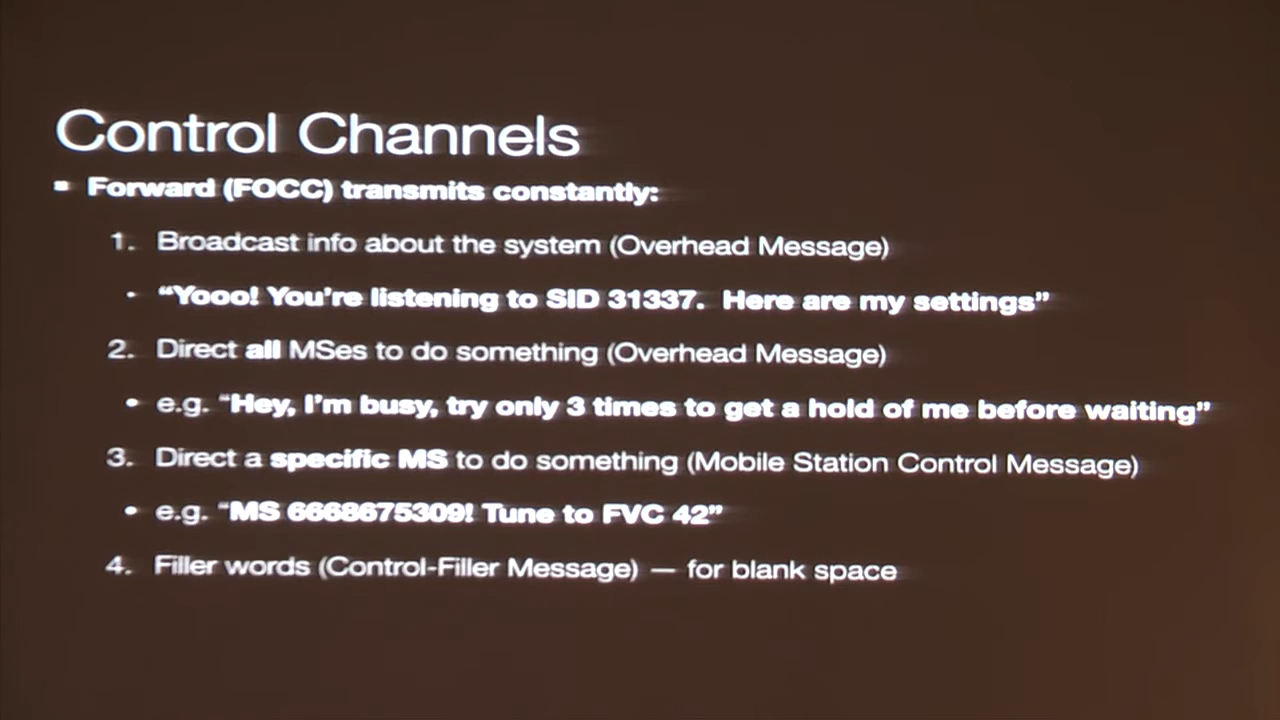 Control Channels
▪ Forward (FOCC) transmits constantly:
1. Broadcast info about the system (Overhead Message)
• “Yooo! You’re listening to SID 31337. Here are my settings”
2. Direct all MSes to do something (Overhead Message)
• e.g. “Hey, I’m busy, try only 3 times to get a hold of me before waiting”
3. Direct a specific MS to do something (Mobile Station Control Message)
• e.g. “MS 6668675309! Tune to FVC 42”
4. Filler words (Control-Filler Message) — for blank space